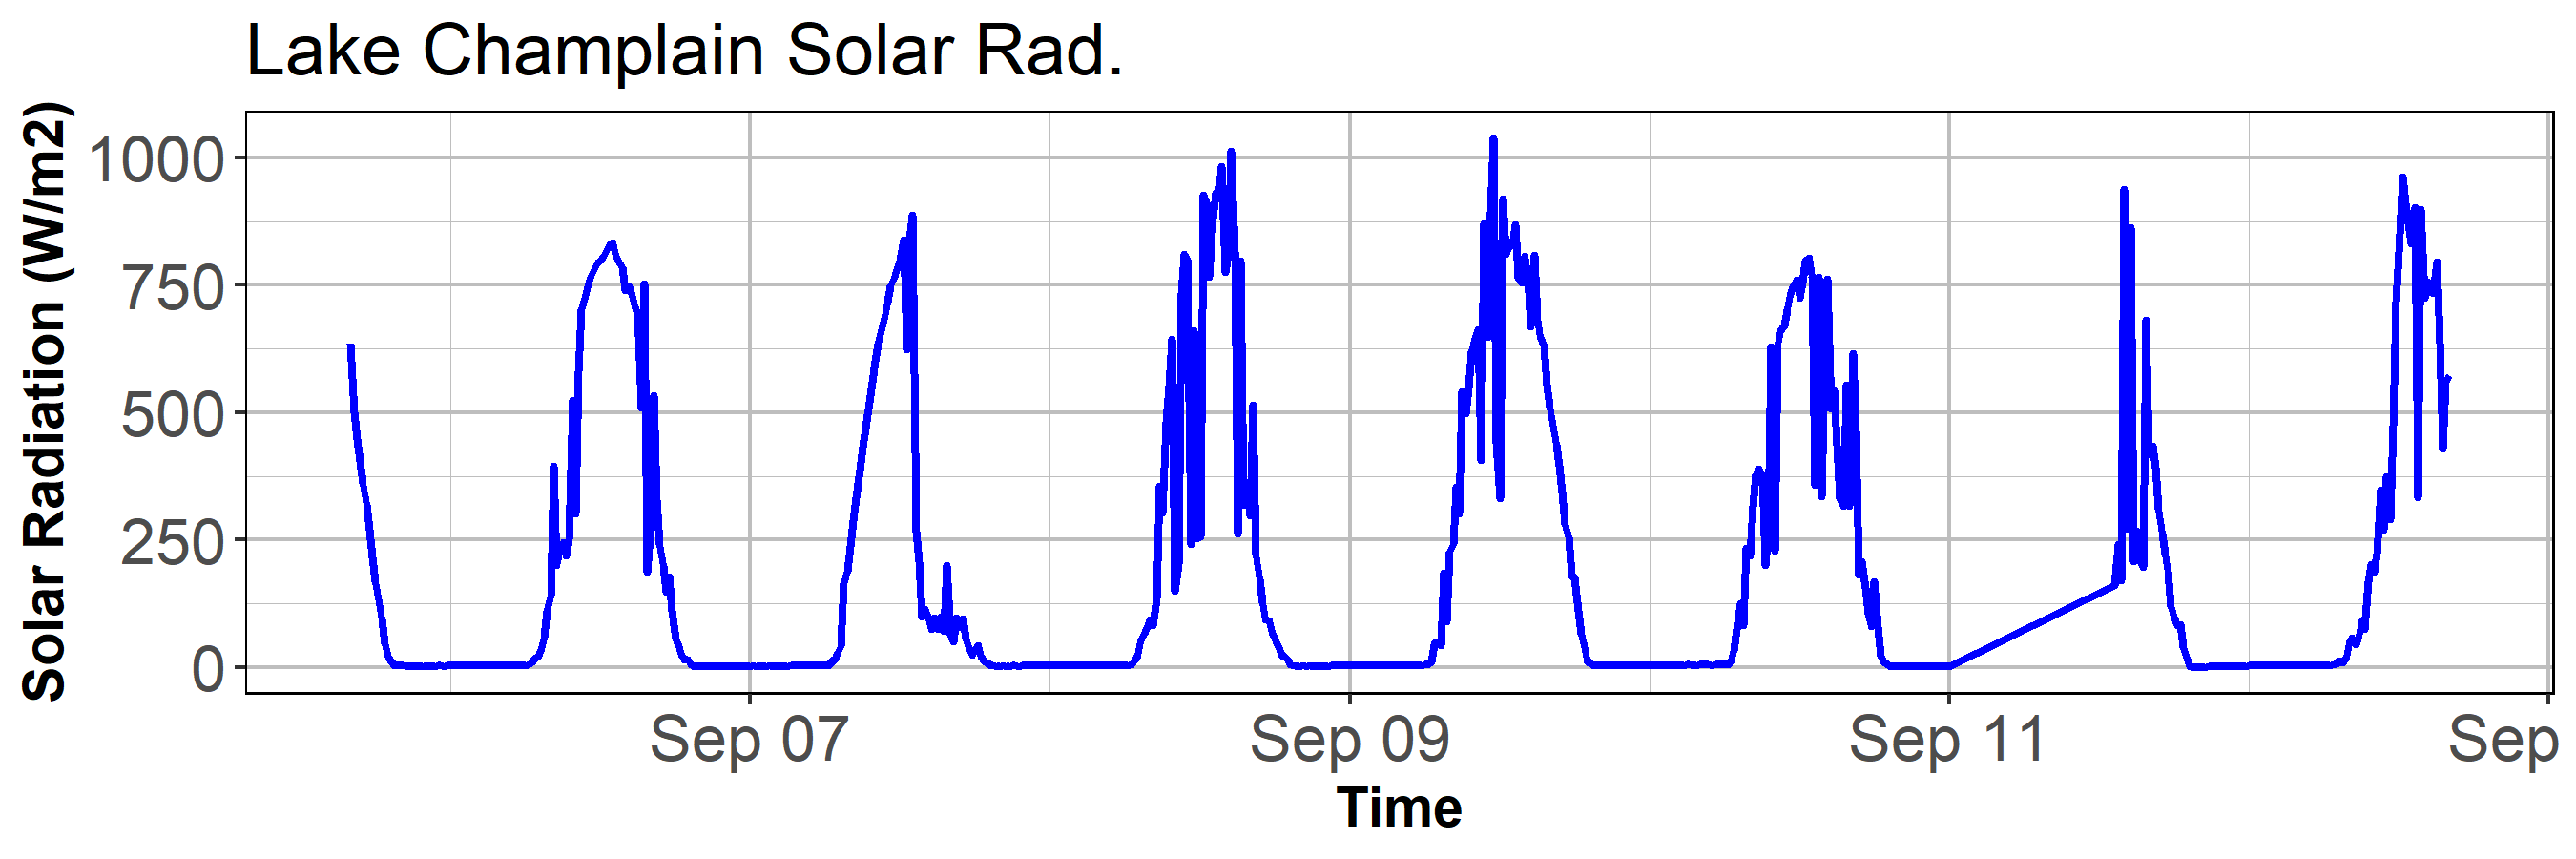 Lake Champlain Solar Rad.
Solar Radiation (W/m2)
1000
750
500
250
0
Sep 07
Sep 09
Sep 11
Sep
Time